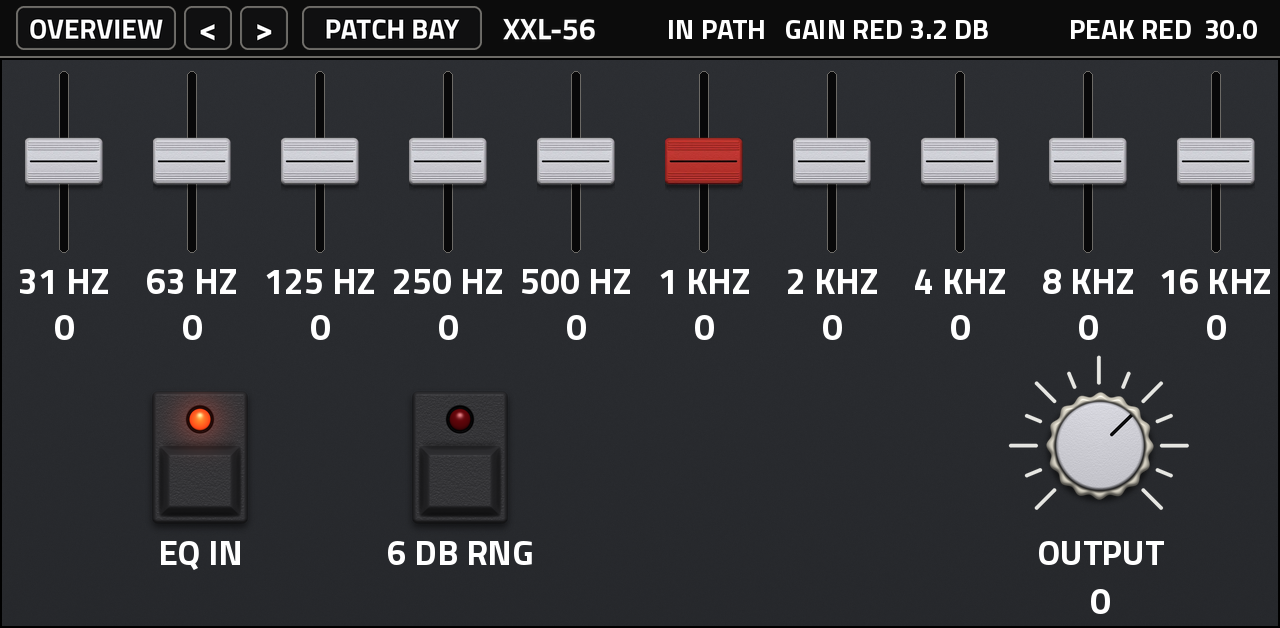 OVERVIEW < > PATCH BAY XXL-56 IN PATH GAIN RED 3.2 DB PEAK RED 30.0
31 HZ 63 HZ 125 HZ 250 HZ 500 HZ 1 KHZ 2 KHZ 4 KHZ 8 KHZ 16 KHZ
0 0 0 0 0 0 0 0 0 0
EQ IN 6 DB RNG OUTPUT
0